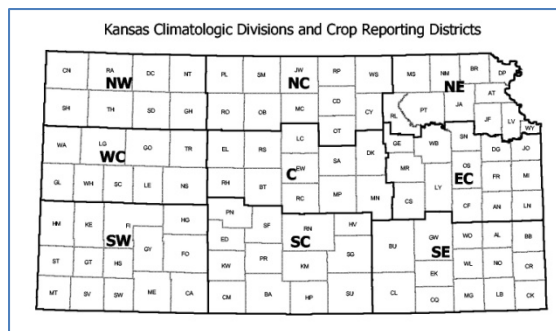 Kansas Climatologic Divisions and Crop Reporting Districts
CN RA DC NT PL SM JW RP WS MS NM BR DP
NW NC NE
SH TH SD GH RO OB MC CD CY RL PT JA AT JF LV WY
OT
WA LG GO TR EL RS LC SA DK GE WB SN DG JO
WC C EC
GL WH SC LE NS RH BT EW RC MP MN MR CS LY OS CF FR AN MI LN
HM KE FI HG PN ED SF RN HV BU GW WO AL BB
SW SC SE
ST GT HS GY FO KW PR KM SG EK WL NO CR
MT SV SW ME CA CM BA HP SU CL CQ MG LB CK